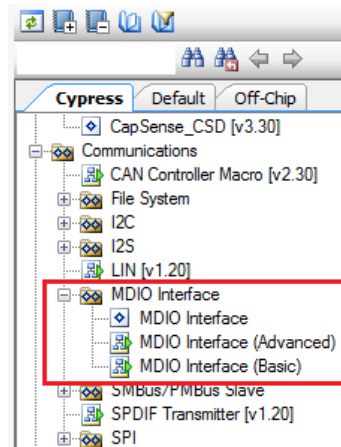 Cypress Default Off-Chip
CapSense_CSD [v3.30]
Communications
CAN Controller Macro [v2.30]
File System
I2C
I2S
LIN [v1.20]
MDIO Interface
MDIO Interface
MDIO Interface (Advanced)
MDIO Interface (Basic)
SMBus/PMBus Slave
SPDIF Transmitter [v1.20]
SPI